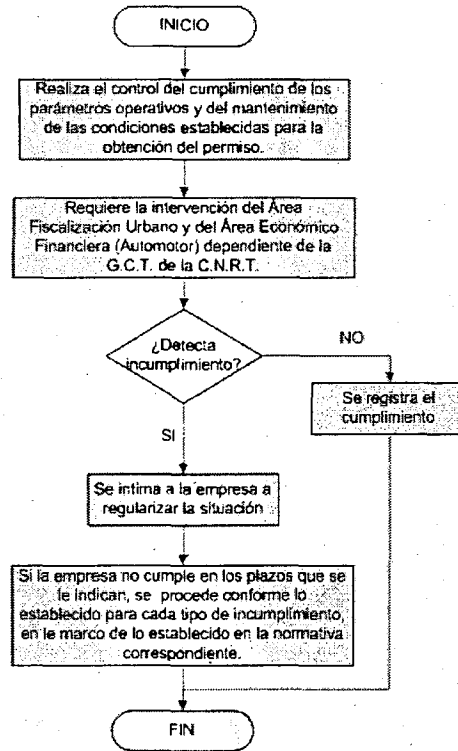 INICIO
Realiza el control del cumplimiento de los
parámetros operativos y del mantenimiento
de las condiciones establecidas para la
obtención del permiso.
Requiere la intervención del Área
Fiscalización Urbano y del Área Económico
Financiera (Automotor) dependiente de la
G.C.T. de la C.N.R.T.
¿Detecta
incumplimiento?
NO
Se registra el
cumplimiento
SI
Se intima a la empresa a
regularizar la situación
Si la empresa no cumple en los plazos que se
le indican, se procede conforme lo
establecido para cada tipo de incumplimiento,
en le marco de lo establecido en la normativa
correspondiente.
FIN